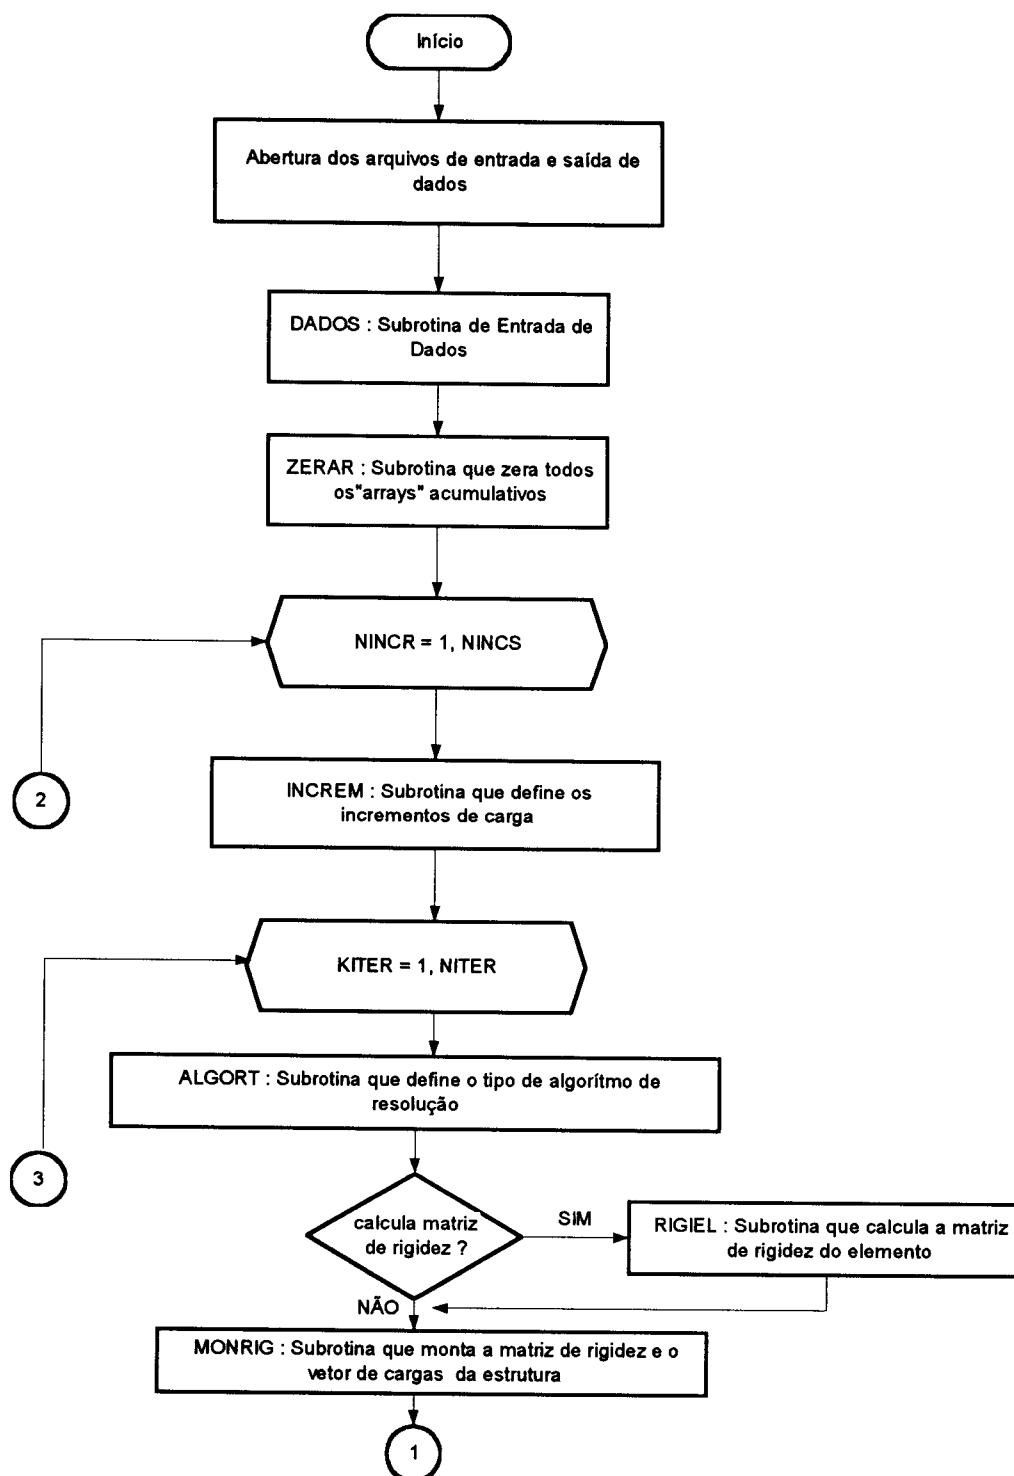 Início
Abertura dos arquivos de entrada e saída de
dados
DADOS : Subrotina de Entrada de
Dados
ZERAR : Subrotina que zera todos
os"arrays" acumulativos
NINCR = 1, NINCS
2
INCREM : Subrotina que define os
incrementos de carga
KITER = 1, NITER
ALGORT : Subrotina que define o tipo de algorítmo de
resolução
3
calcula matriz
de rigidez ?
SIM
RIGIEL : Subrotina que calcula a matriz
de rigidez do elemento
NÃO
MONRIG : Subrotina que monta a matriz de rigidez e o
vetor de cargas da estrutura
1